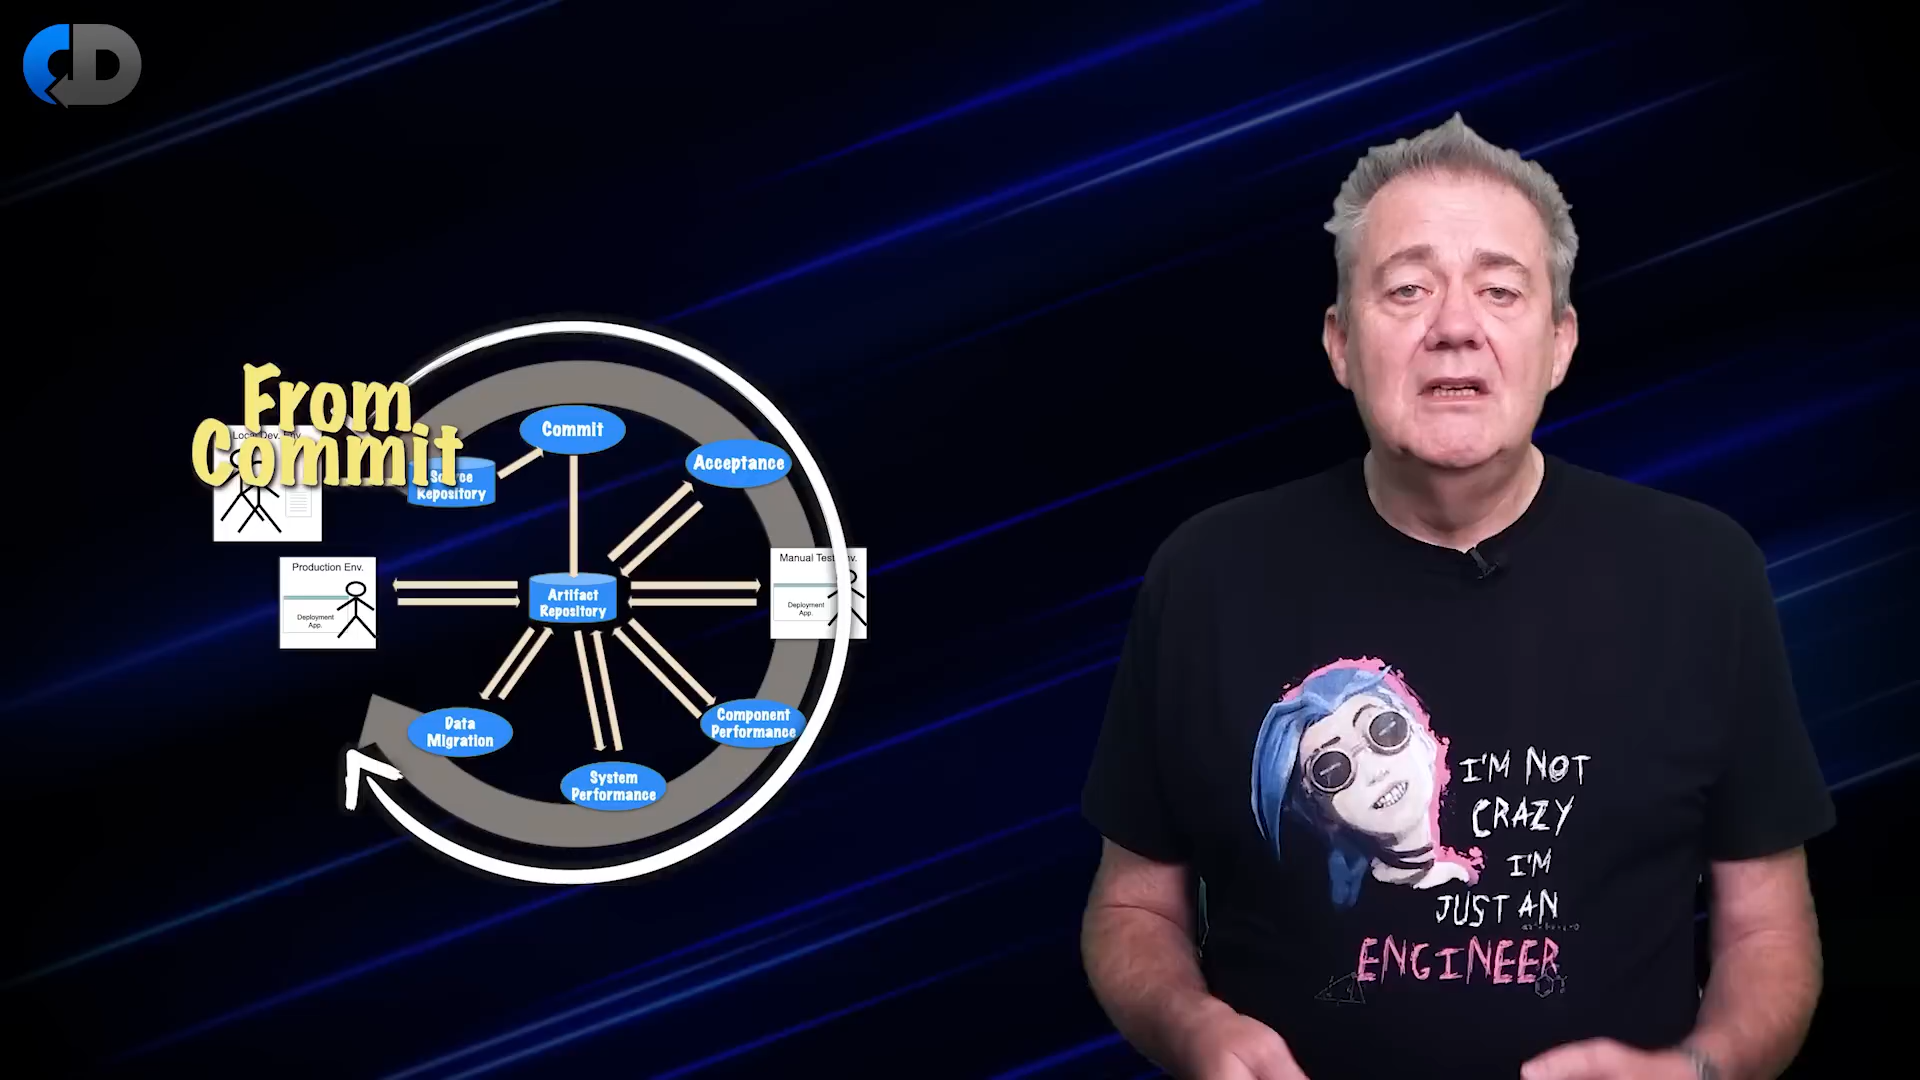 CD
From
Commit
Source
Repository
Commit
Acceptance
Production Env.
Deployment
App.
Artifact
Repository
Manual Test
Deployment
App.
Data
Migration
System
Performance
Component
Performance
I'M NOT
CRAZY
I'M
JUST AN
ENGINEER